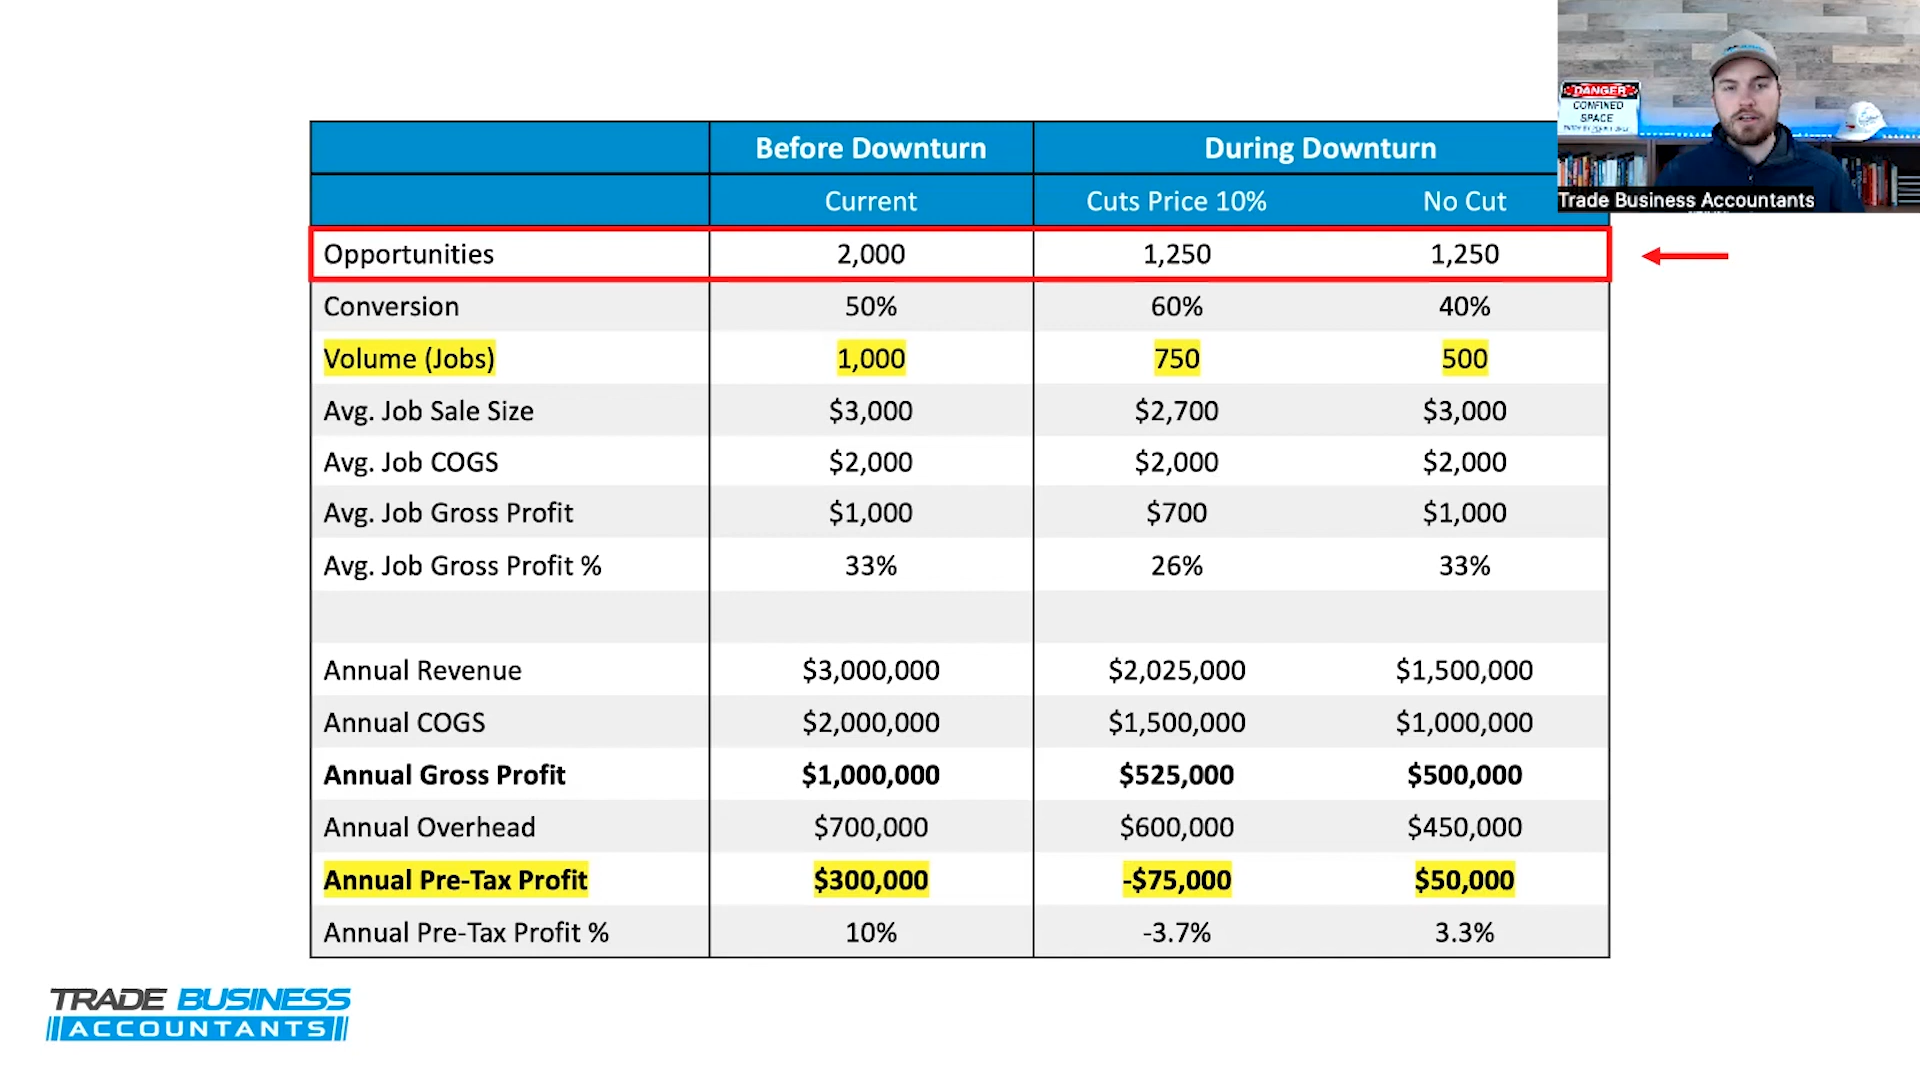 DANGER
CONFINED
SPACE
Trade Business Accountants
Before Downturn During Downturn
Current Cuts Price 10% No Cut
Opportunities 2,000 1,250 1,250
Conversion 50% 60% 40%
Volume (Jobs) 1,000 750 500
Avg. Job Sale Size $3,000 $2,700 $3,000
Avg. Job COGS $2,000 $2,000 $2,000
Avg. Job Gross Profit $1,000 $700 $1,000
Avg. Job Gross Profit % 33% 26% 33%
Annual Revenue $3,000,000 $2,025,000 $1,500,000
Annual COGS $2,000,000 $1,500,000 $1,000,000
Annual Gross Profit $1,000,000 $525,000 $500,000
Annual Overhead $700,000 $600,000 $450,000
Annual Pre-Tax Profit $300,000 -$75,000 $50,000
Annual Pre-Tax Profit % 10% -3.7% 3.3%
TRADE BUSINESS
ACCOUNTANTS